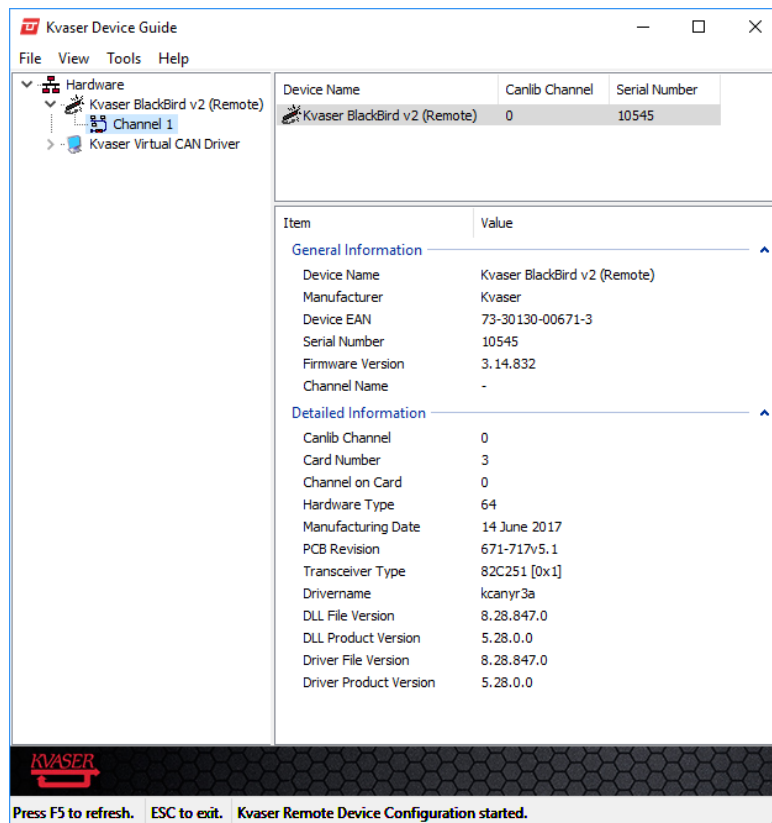 Kvaser Device Guide
File View Tools Help
Hardware
Kvaser BlackBird v2 (Remote)
Channel 1
Kvaser Virtual CAN Driver
Device Name Canlib Channel Serial Number
Kvaser BlackBird v2 (Remote) 0 10545
Item Value
General Information
Device Name Kvaser BlackBird v2 (Remote)
Manufacturer Kvaser
Device EAN 73-30130-00671-3
Serial Number 10545
Firmware Version 3.14.832
Channel Name -
Detailed Information
Canlib Channel 0
Card Number 3
Channel on Card 0
Hardware Type 64
Manufacturing Date 14 June 2017
PCB Revision 671-717v5.1
Transceiver Type 82C251 [0x1]
Drivername kcanyr3a
DLL File Version 8.28.847.0
DLL Product Version 5.28.0.0
Driver File Version 8.28.847.0
Driver Product Version 5.28.0.0
KVASER
Press F5 to refresh. ESC to exit. Kvaser Remote Device Configuration started.